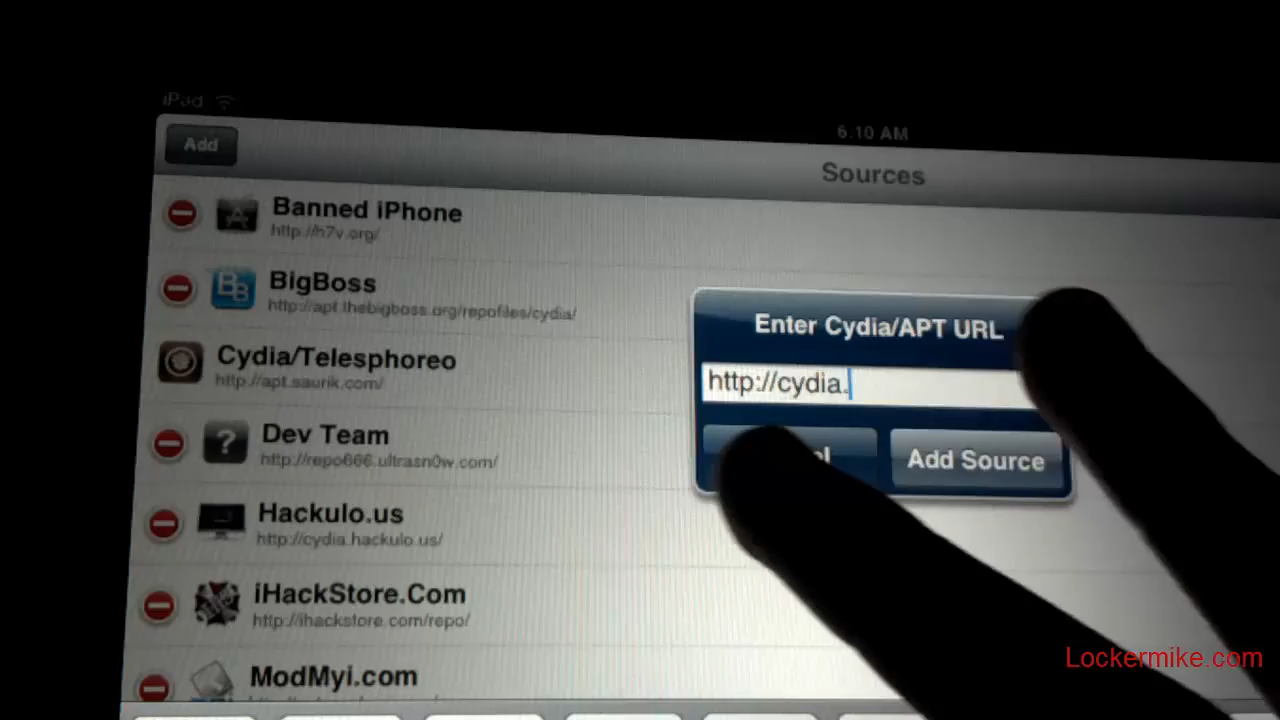 iPad
6.10 AM
Add
Sources
Banned iPhone
http://h7v.org/
BigBoss
http://apt.thebigboss.org/repofiles/cydia/
Cydia/Telesphoreo
http://apt.saurik.com/
Dev Team
http://repo666.ultrasn0w.com/
Hackulo.us
http://cydia.hackulo.us/
iHackStore.Com
http://ihackstore.com/repo/
ModMyi.com
Enter Cydia/APT URL
http://cydia.
Add Source
Lockermike.com